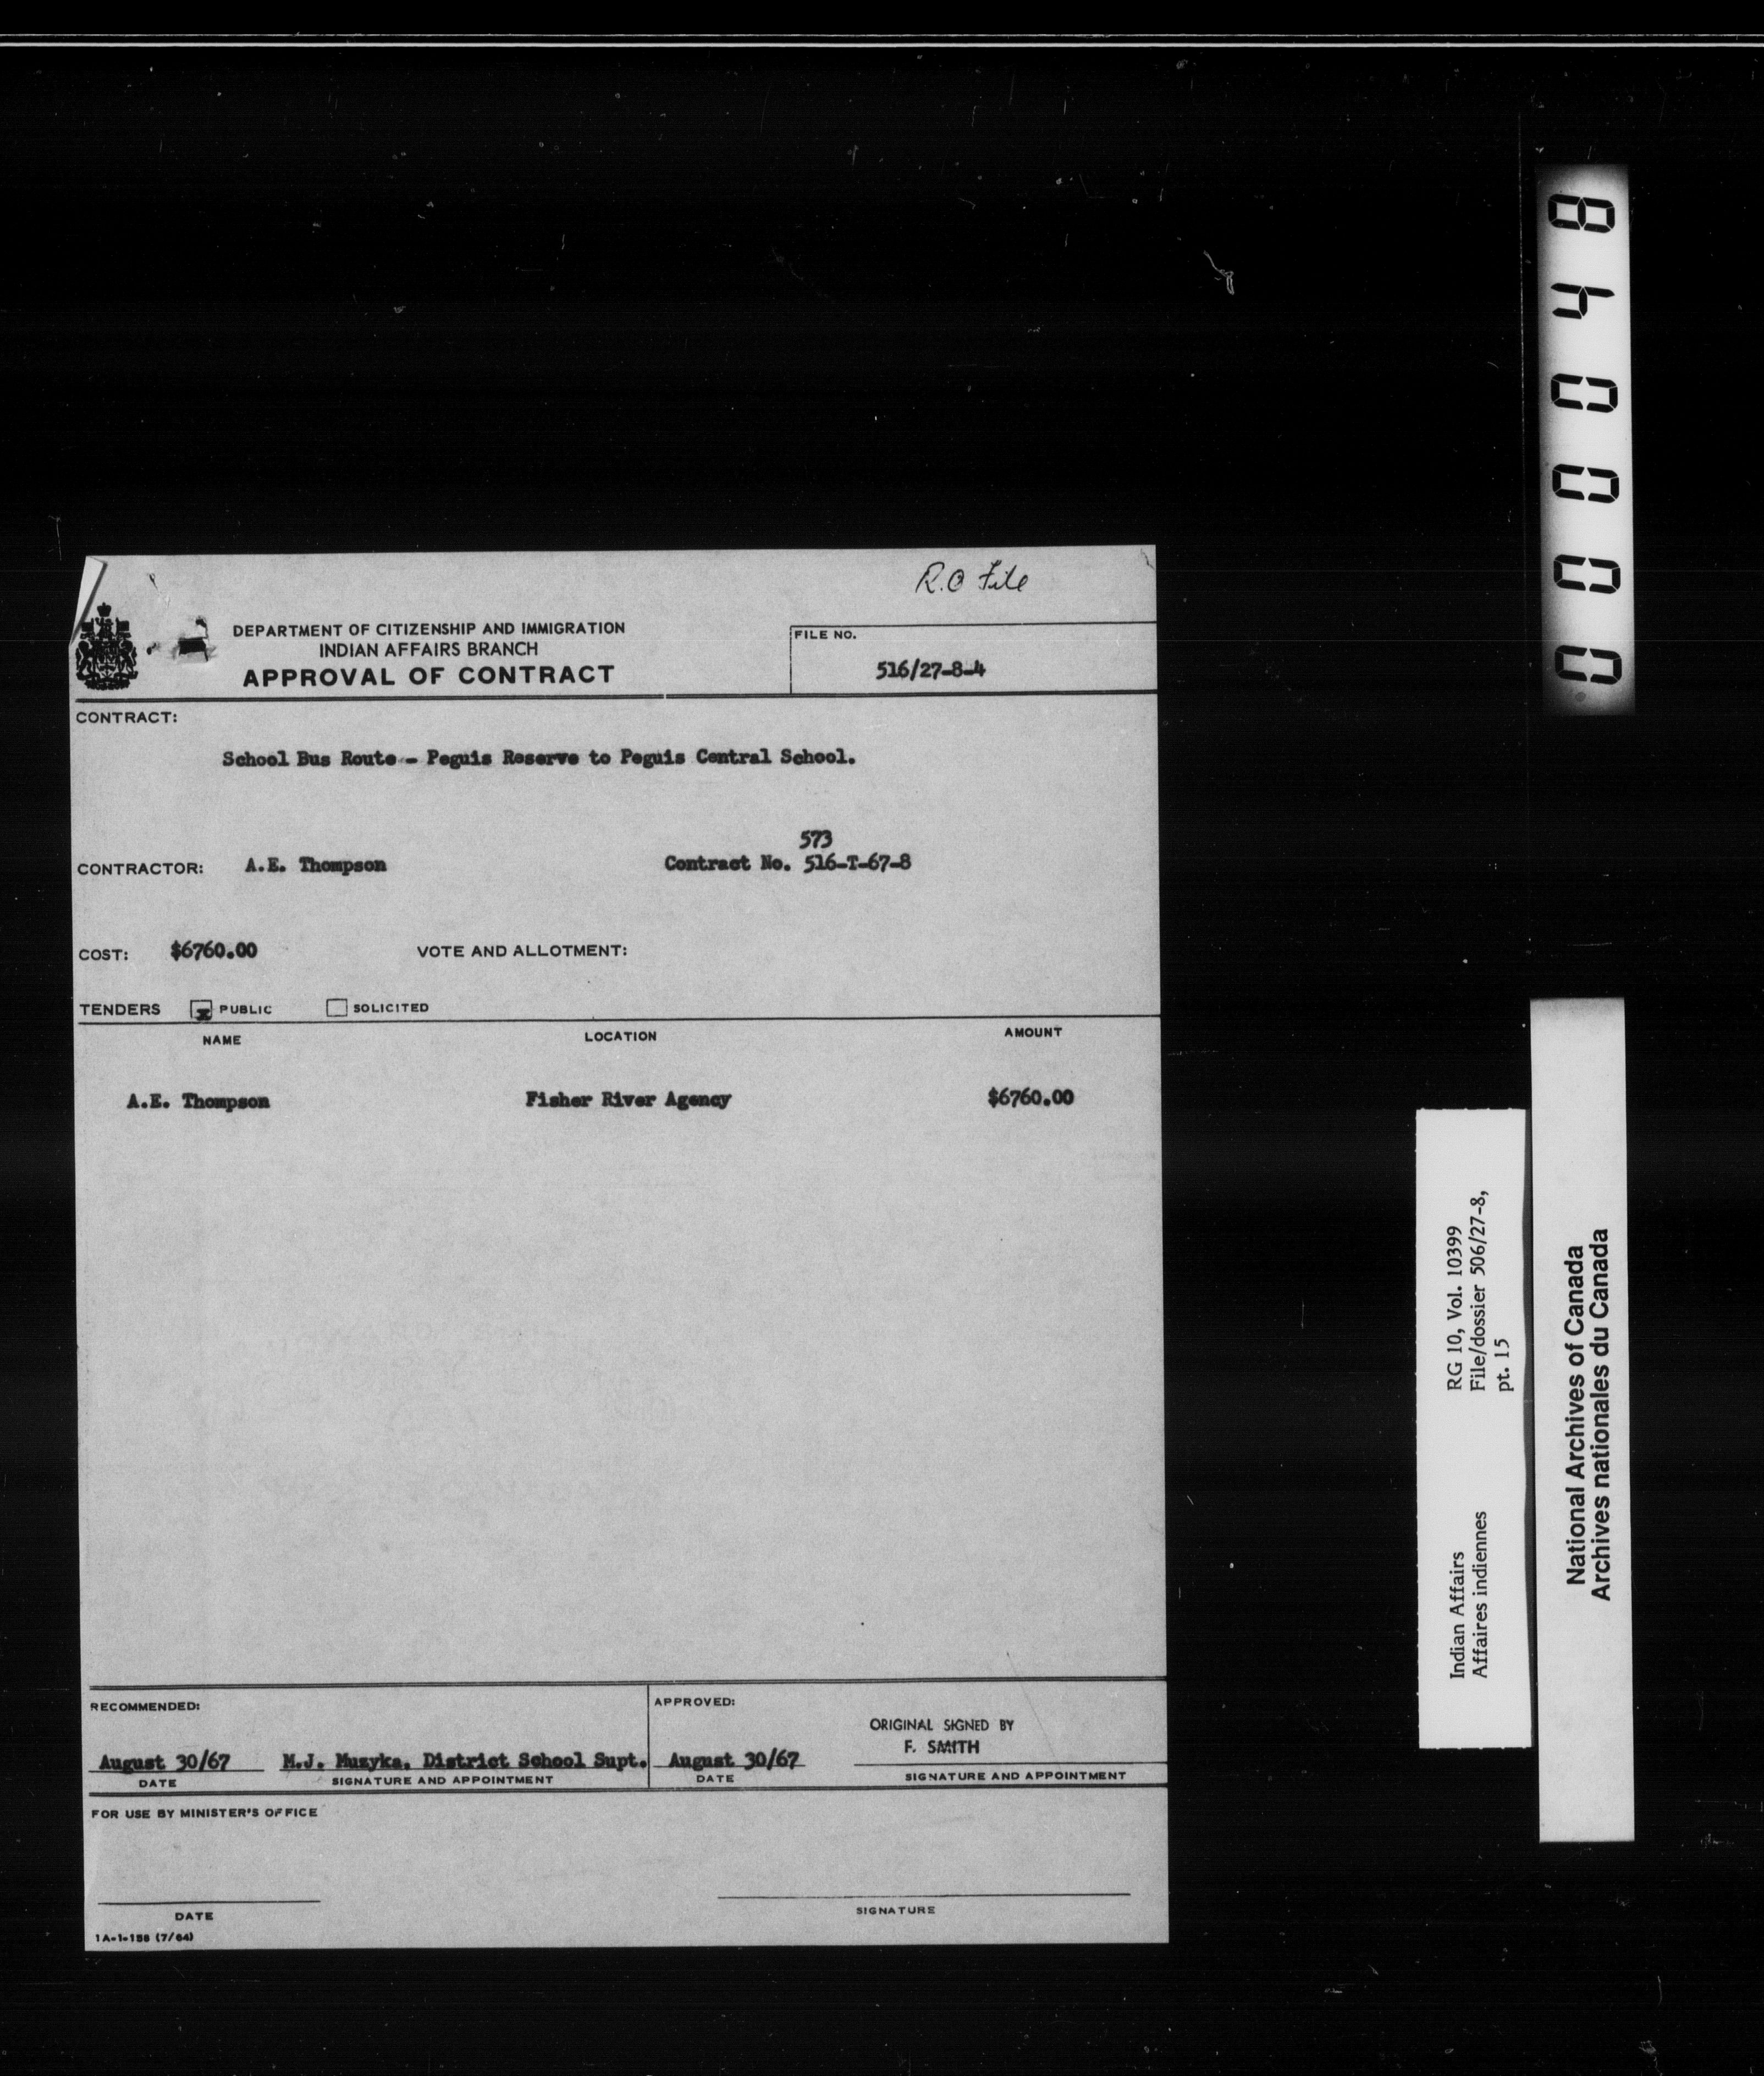 R.O File
DEPARTMENT OF CITIZENSHIP AND IMMIGRATION
INDIAN AFFAIRS BRANCH
APPROVAL OF CONTRACT
FILE NO.
516/27-8-4
CONTRACT:
School Bus Route - Peguis Reserve to Peguis Central School.
573
CONTRACTOR: A.E. Thompson Contract No. 516-T-67-8
COST: $6760.00 VOTE AND ALLOTMENT:
TENDERS x PUBLIC SOLICITED
NAME LOCATION AMOUNT
A.E. Thompson Fisher River Agency $6760.00
RECOMMENDED:
August 30/67 M.J. Muzyka, District School Supt.
DATE SIGNATURE AND APPOINTMENT
APPROVED:
ORIGINAL SIGNED BY
F. SMITH
August 30/67
DATE SIGNATURE AND APPOINTMENT
FOR USE BY MINISTER'S OFFICE
DATE SIGNATURE
1A-1-158 (7/64)
000048
Indian Affairs RG 10, Vol. 10399
Affaires indiennes File/dossier 506/27-8,
pt. 15
National Archives of Canada
Archives nationales du Canada